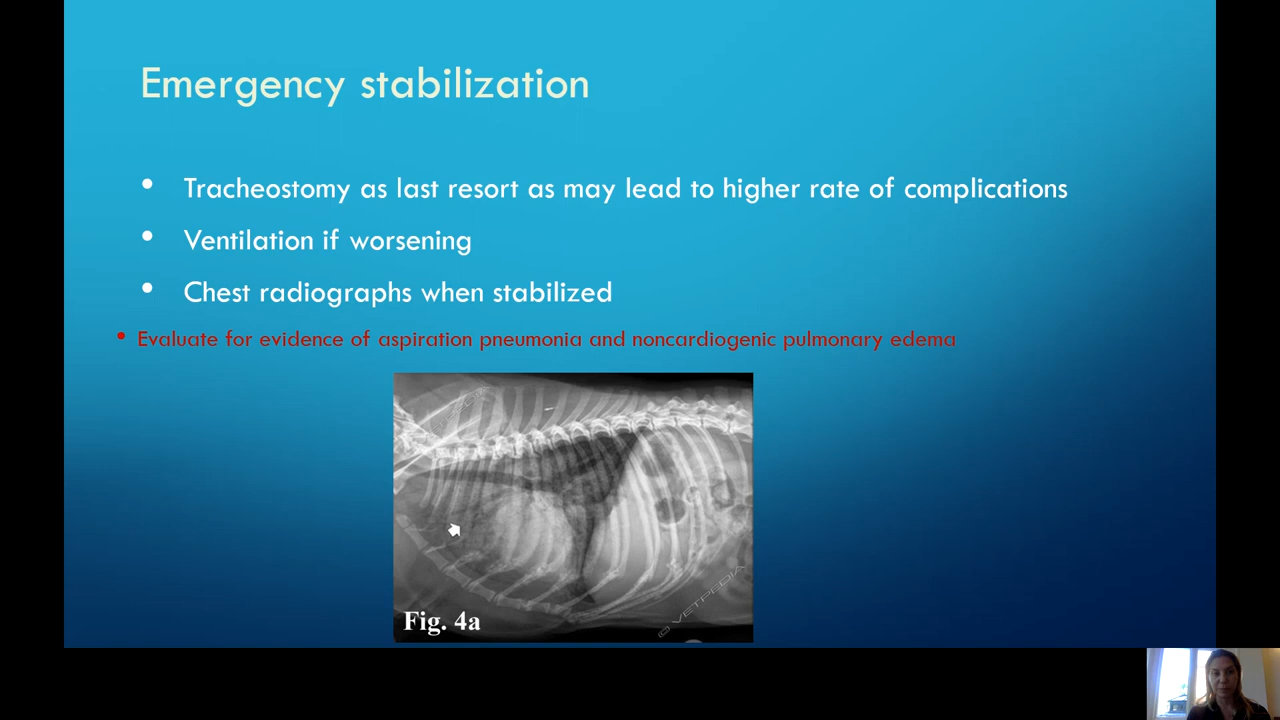 Emergency stabilization
• Tracheostomy as last resort as may lead to higher rate of complications
• Ventilation if worsening
• Chest radiographs when stabilized
• Evaluate for evidence of aspiration pneumonia and noncardiogenic pulmonary edema
© VETPEDIA
Fig. 4a